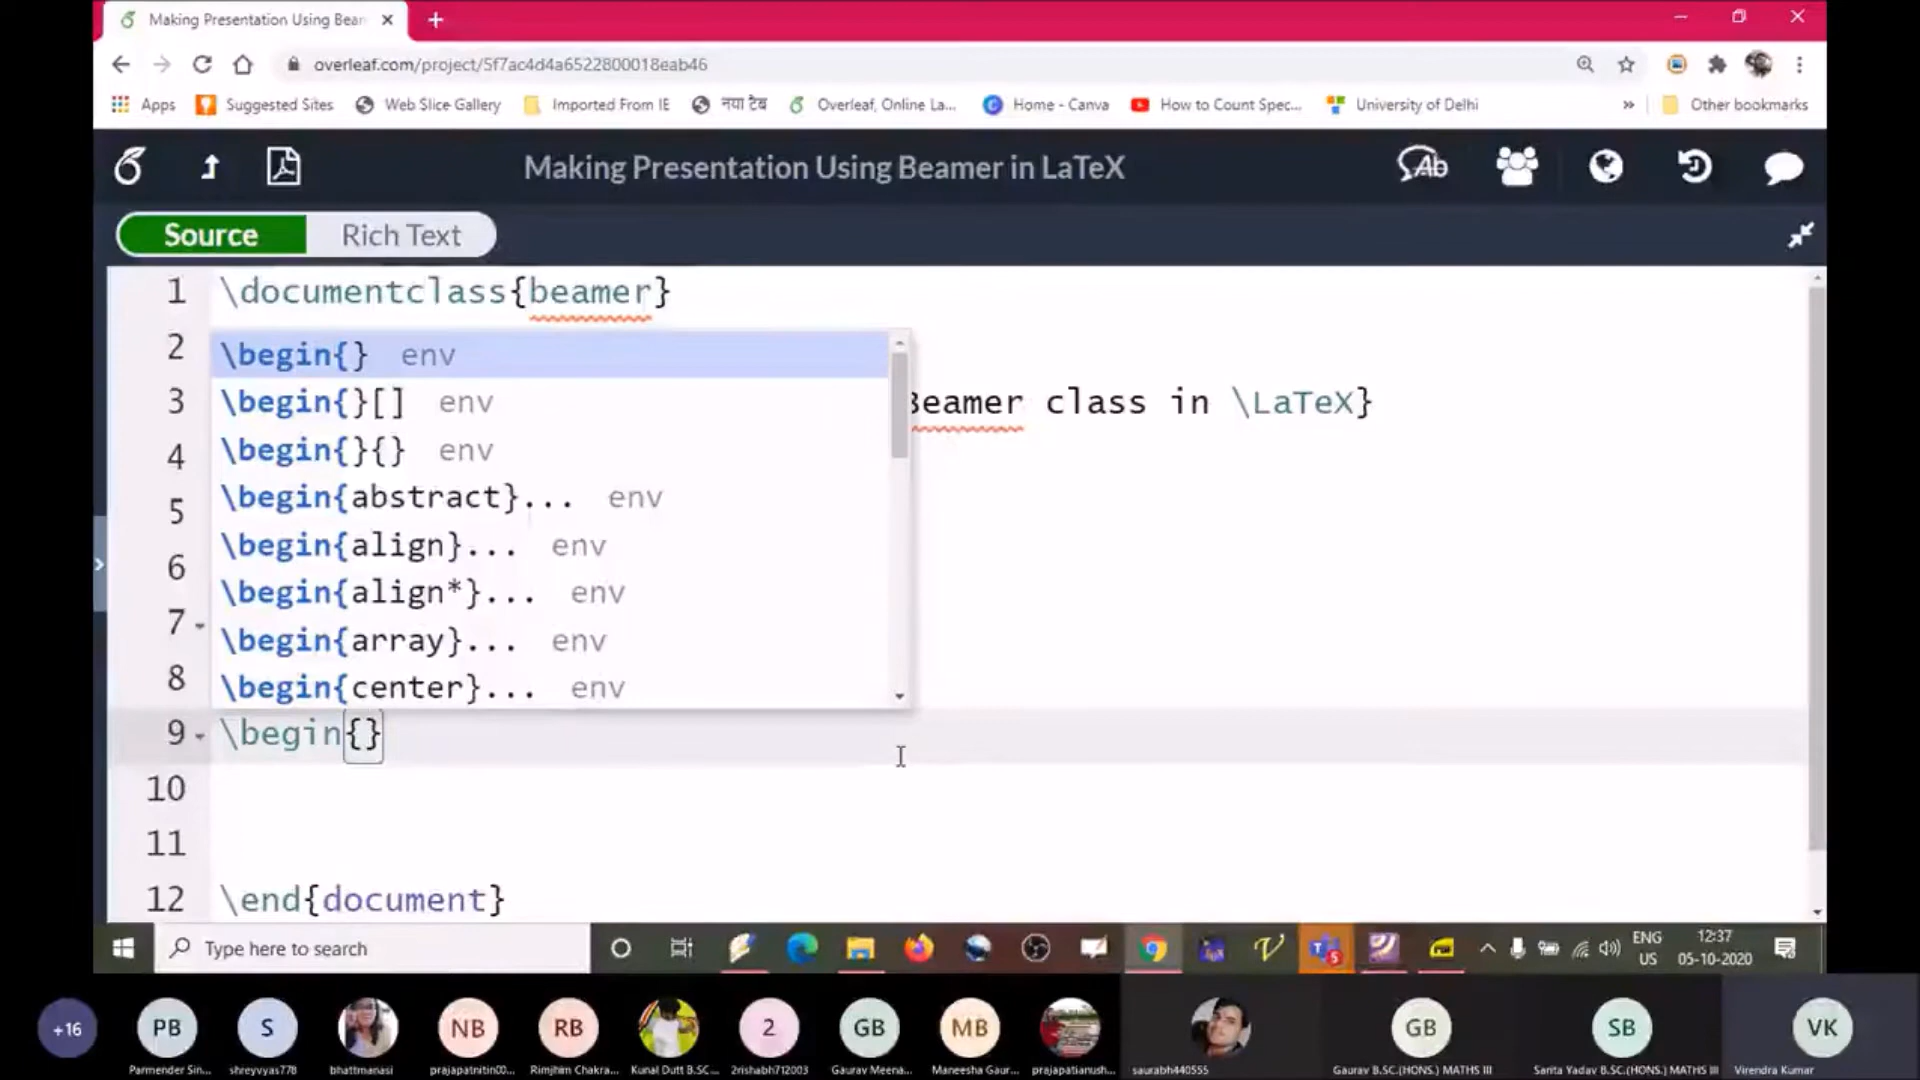 Making Presentation Using Bear
overleaf.com/project/5f7ac4d4a6522800018eab46
Apps Suggested Sites Web Slice Gallery Imported From IE नया टैब Overleaf, Online La... Home - Canva How to Count Spec... University of Delhi » Other bookmarks
Making Presentation Using Beamer in LaTeX
Ab
Source Rich Text
1 \documentclass{beamer}
2 \begin{} env
3 \begin{}[] env Beamer class in \LaTeX}
4 \begin{}{} env
5 \begin{abstract}... env
\begin{align}... env
6 \begin{align*}... env
7 \begin{array}... env
8 \begin{center}... env
9 \begin{}
10
11
12 \end{document}
Type here to search
ENG 12:37
US 05-10-2020
+16 PB S NB RB 2 GB MB GB SB VK
Parmender Sin... shreyvyas778 bhattmanasi prajapatnitin00... Rimjhim Chakra... Kunal Dutt B.SC... 2rishabh712003 Gaurav Meena... Maneesha Gaur... prajapatianush... saurabh440555 Gaurav B.SC.(HONS.) MATHS III Sarita Yadav B.SC.(HONS.) MATHS III Virendra Kumar